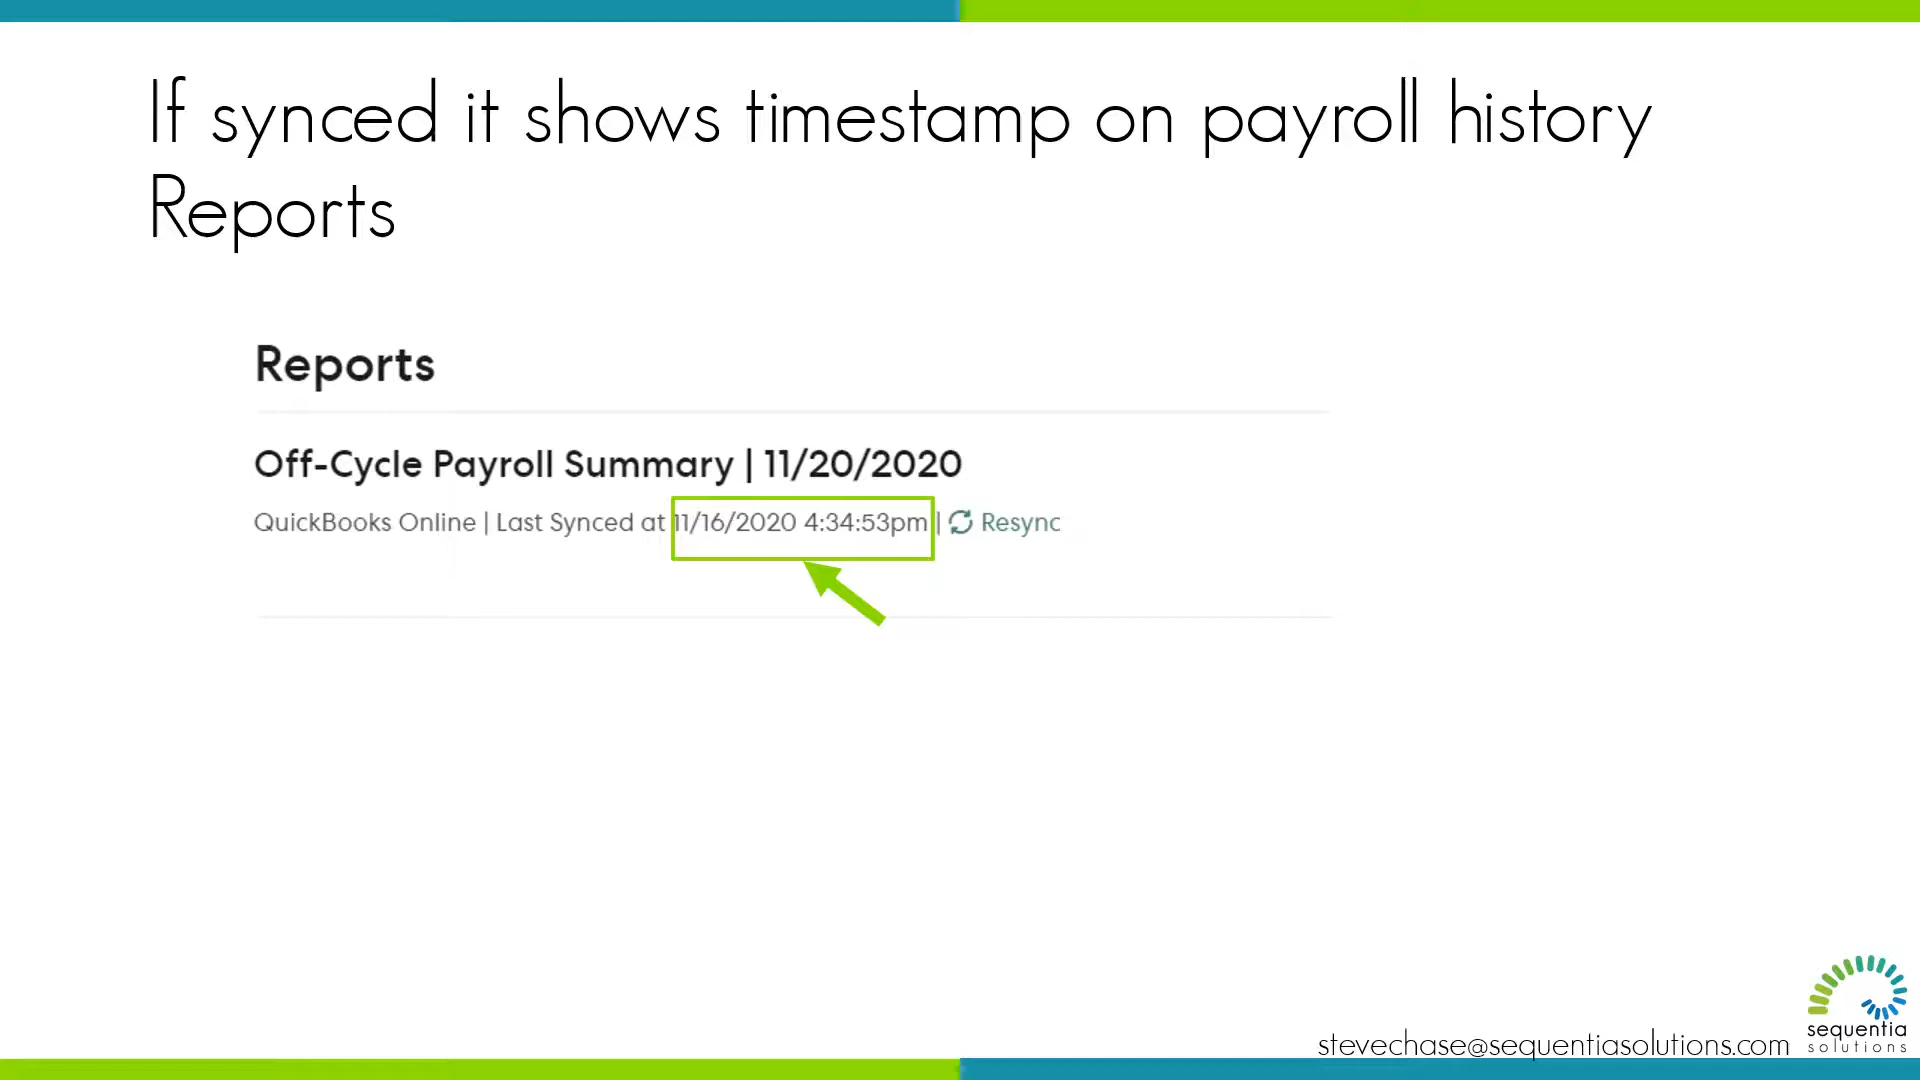 If synced it shows timestamp on payroll history
Reports
Reports
Off-Cycle Payroll Summary | 11/20/2020
QuickBooks Online | Last Synced at 11/16/2020 4:34:53pm | Resync
stevechase@sequentiasolutions.com
sequentia
solutions